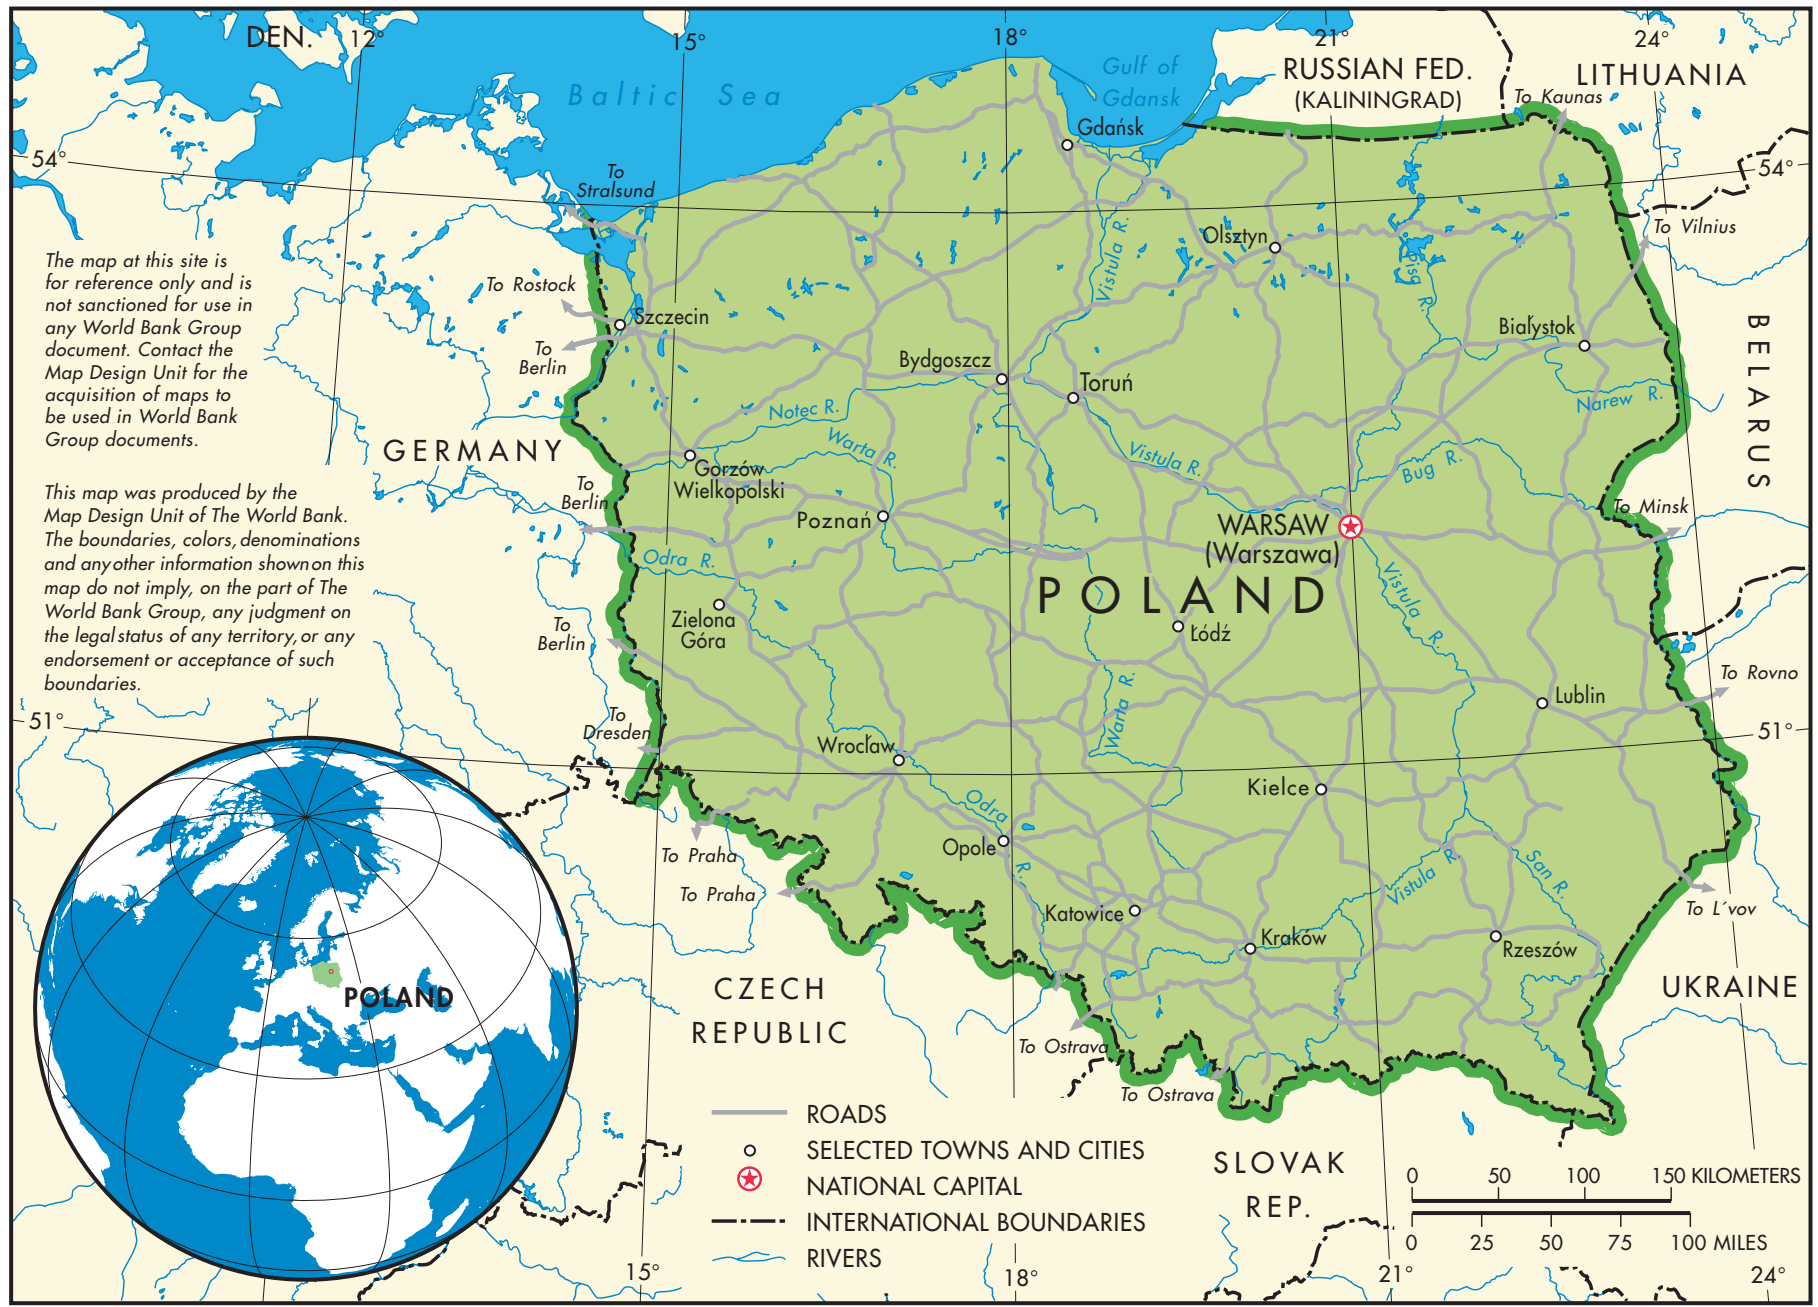 DEN.
12°
15°
18°
21°
24°
Baltic Sea
Gulf of
Gdansk
RUSSIAN FED.
(KALININGRAD)
LITHUANIA
To Kaunas
Gdańsk
54°
54°
To
Stralsund
To Vilnius
Olsztyn
Vistula R.
Pisa R.
The map at this site is
for reference only and is
not sanctioned for use in
any World Bank Group
document. Contact the
Map Design Unit for the
acquisition of maps to
be used in World Bank
Group documents.
To Rostock
Szczecin
To
Berlin
Białystok
Bydgoszcz
Toruń
BELARUS
Notec R.
Narew R.
GERMANY
Warta R.
Vistula R.
Bug R.
Gorzów
Wielkopolski
This map was produced by the
Map Design Unit of The World Bank.
The boundaries, colors, denominations
and any other information shown on this
map do not imply, on the part of The
World Bank Group, any judgment on
the legal status of any territory, or any
endorsement or acceptance of such
boundaries.
To
Berlin
Poznań
WARSAW
(Warszawa)
To Minsk
Odra R.
POLAND
Vistula R.
Zielona
Góra
Łódź
To
Berlin
To Rovno
Lublin
Warta R.
51°
51°
To
Dresden
Wrocław
Kielce
Odra
R.
Opole
To Praha
To Praha
Vistula R.
San R.
Katowice
Kraków
Rzeszów
To L'vov
POLAND
CZECH
REPUBLIC
UKRAINE
To Ostrava
To Ostrava
ROADS
SELECTED TOWNS AND CITIES
NATIONAL CAPITAL
INTERNATIONAL BOUNDARIES
RIVERS
SLOVAK
REP.
0 50 100 150 KILOMETERS
0 25 50 75 100 MILES
15°
18°
21°
24°